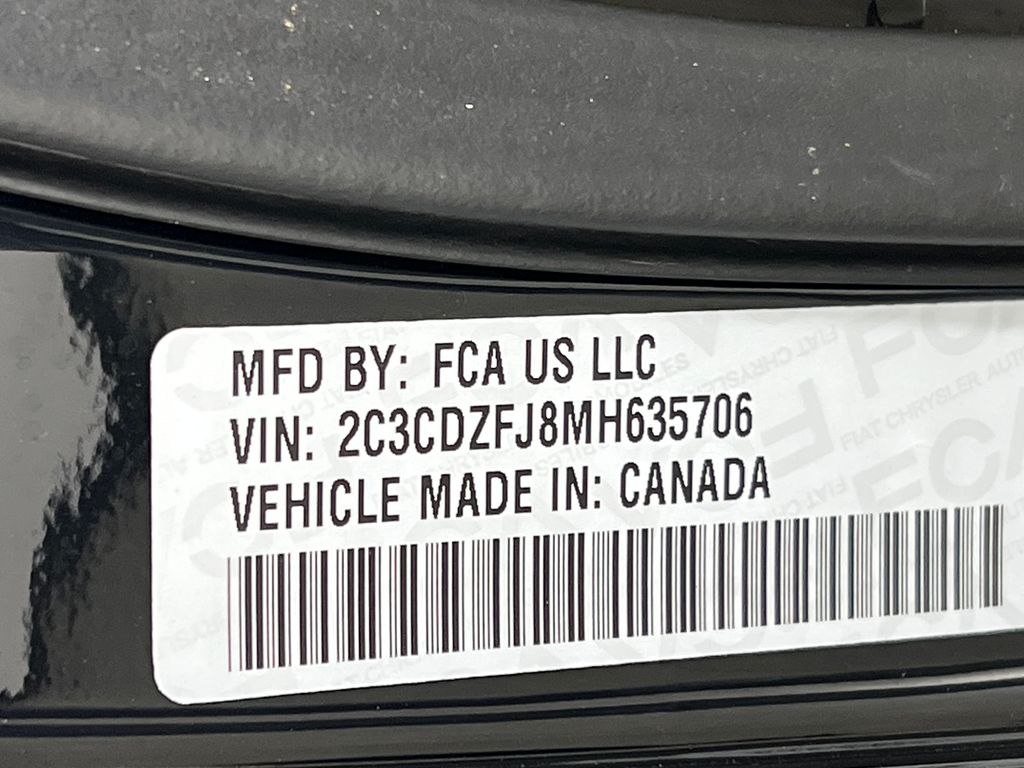 MFD BY: FCA US LLC
VIN: 2C3CDZFJ8MH635706
VEHICLE MADE IN: CANADA